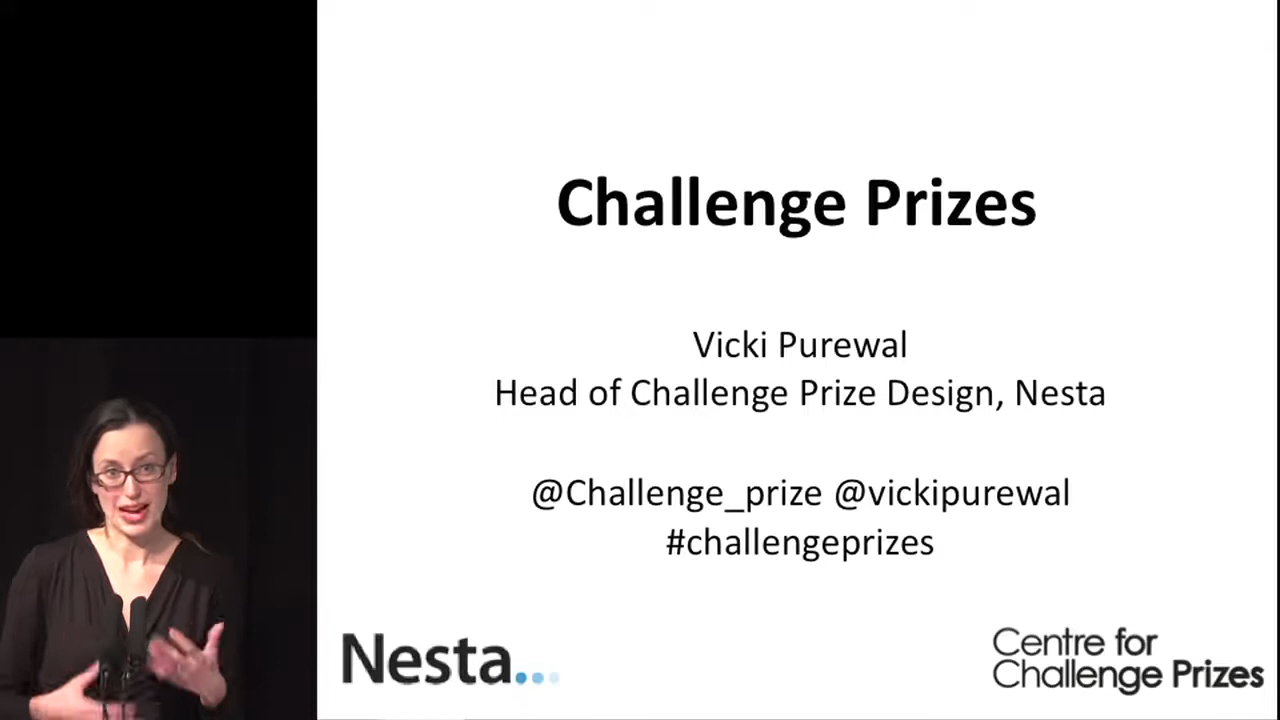 Challenge Prizes
Vicki Purewal
Head of Challenge Prize Design, Nesta
@Challenge_prize @vickipurewal
#challengeprizes
Nesta...
Centre for
Challenge Prizes